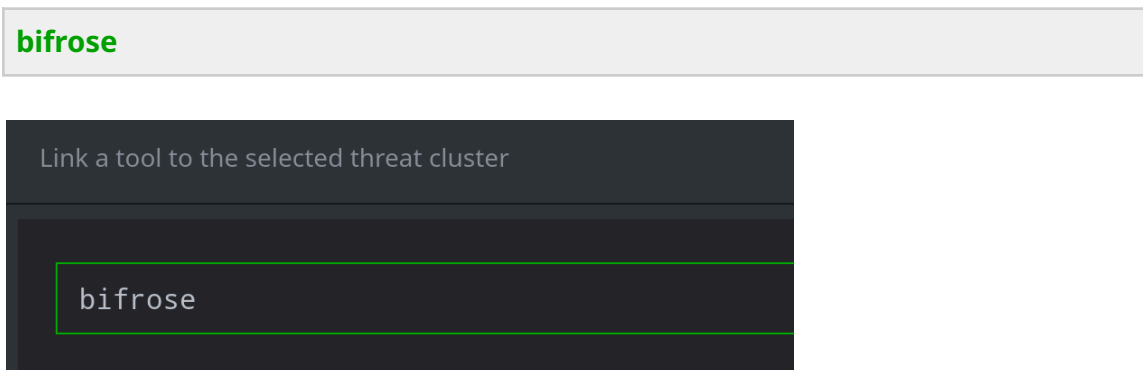 bifrose
Link a tool to the selected threat cluster
bifrose